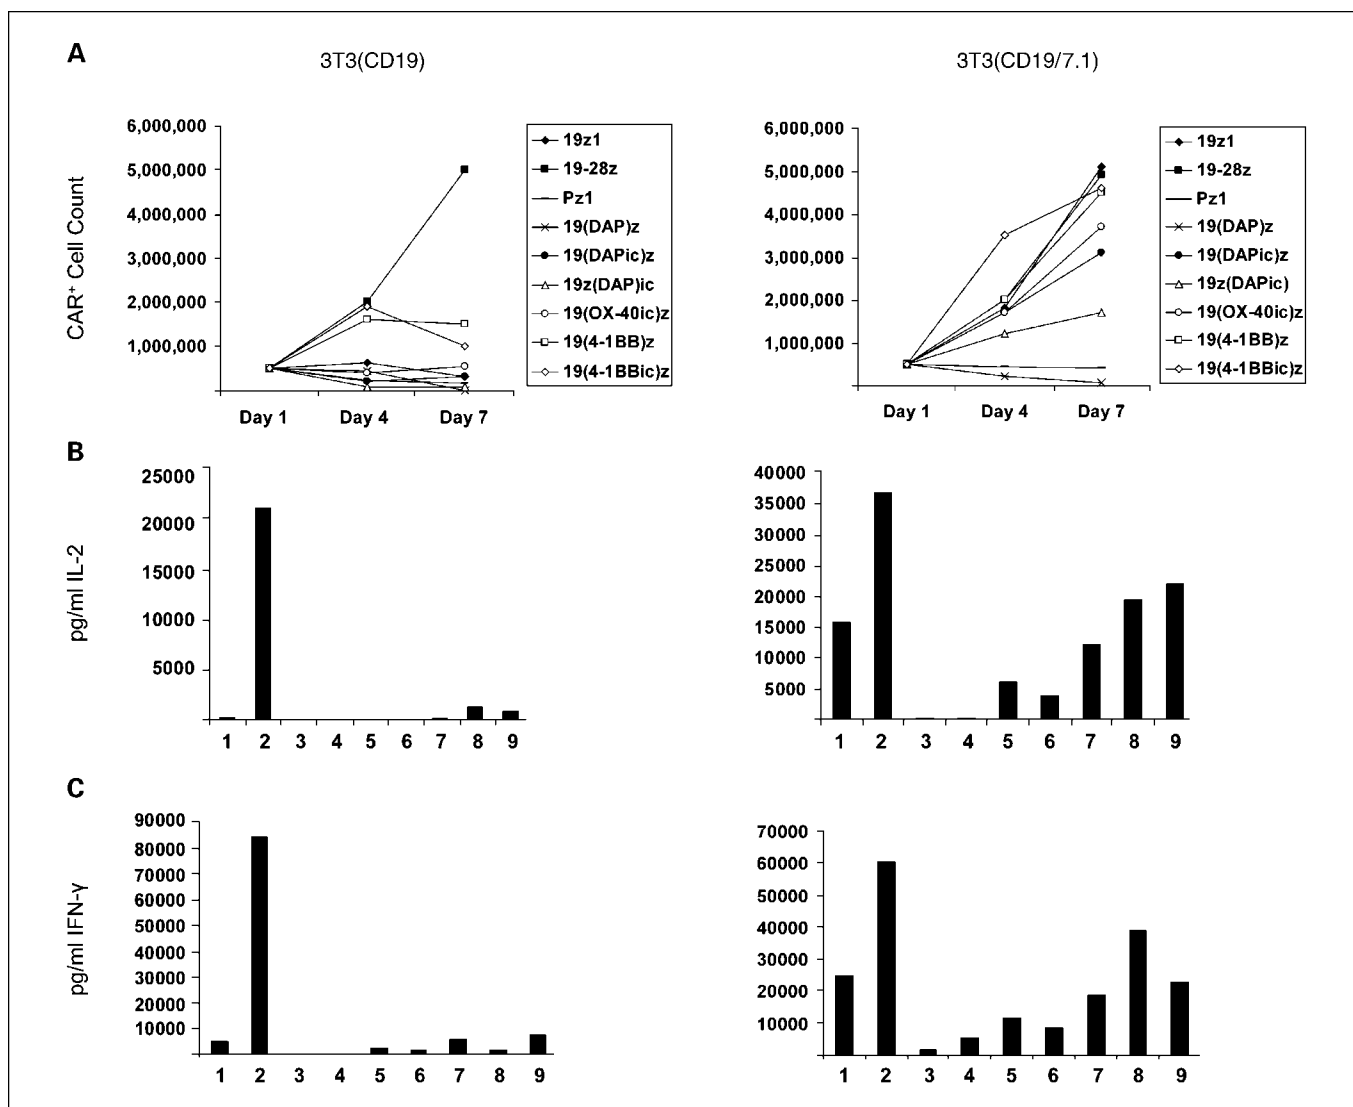 A
3T3(CD19)
3T3(CD19/7.1)
CAR⁺ Cell Count
6,000,000
5,000,000
4,000,000
3,000,000
2,000,000
1,000,000
Day 1 Day 4 Day 7
19z1
19-28z
Pz1
19(DAP)z
19(DAPic)z
19z(DAP)ic
19(OX-40ic)z
19(4-1BB)z
19(4-1BBic)z
6,000,000
5,000,000
4,000,000
3,000,000
2,000,000
1,000,000
Day 1 Day 4 Day 7
19z1
19-28z
Pz1
19(DAP)z
19(DAPic)z
19z(DAPic)
19(OX-40ic)z
19(4-1BB)z
19(4-1BBic)z
B
pg/ml IL-2
25000
20000
15000
10000
5000
1 2 3 4 5 6 7 8 9
40000
35000
30000
25000
20000
15000
10000
5000
1 2 3 4 5 6 7 8 9
C
pg/ml IFN-γ
90000
80000
70000
60000
50000
40000
30000
20000
10000
1 2 3 4 5 6 7 8 9
70000
60000
50000
40000
30000
20000
10000
1 2 3 4 5 6 7 8 9